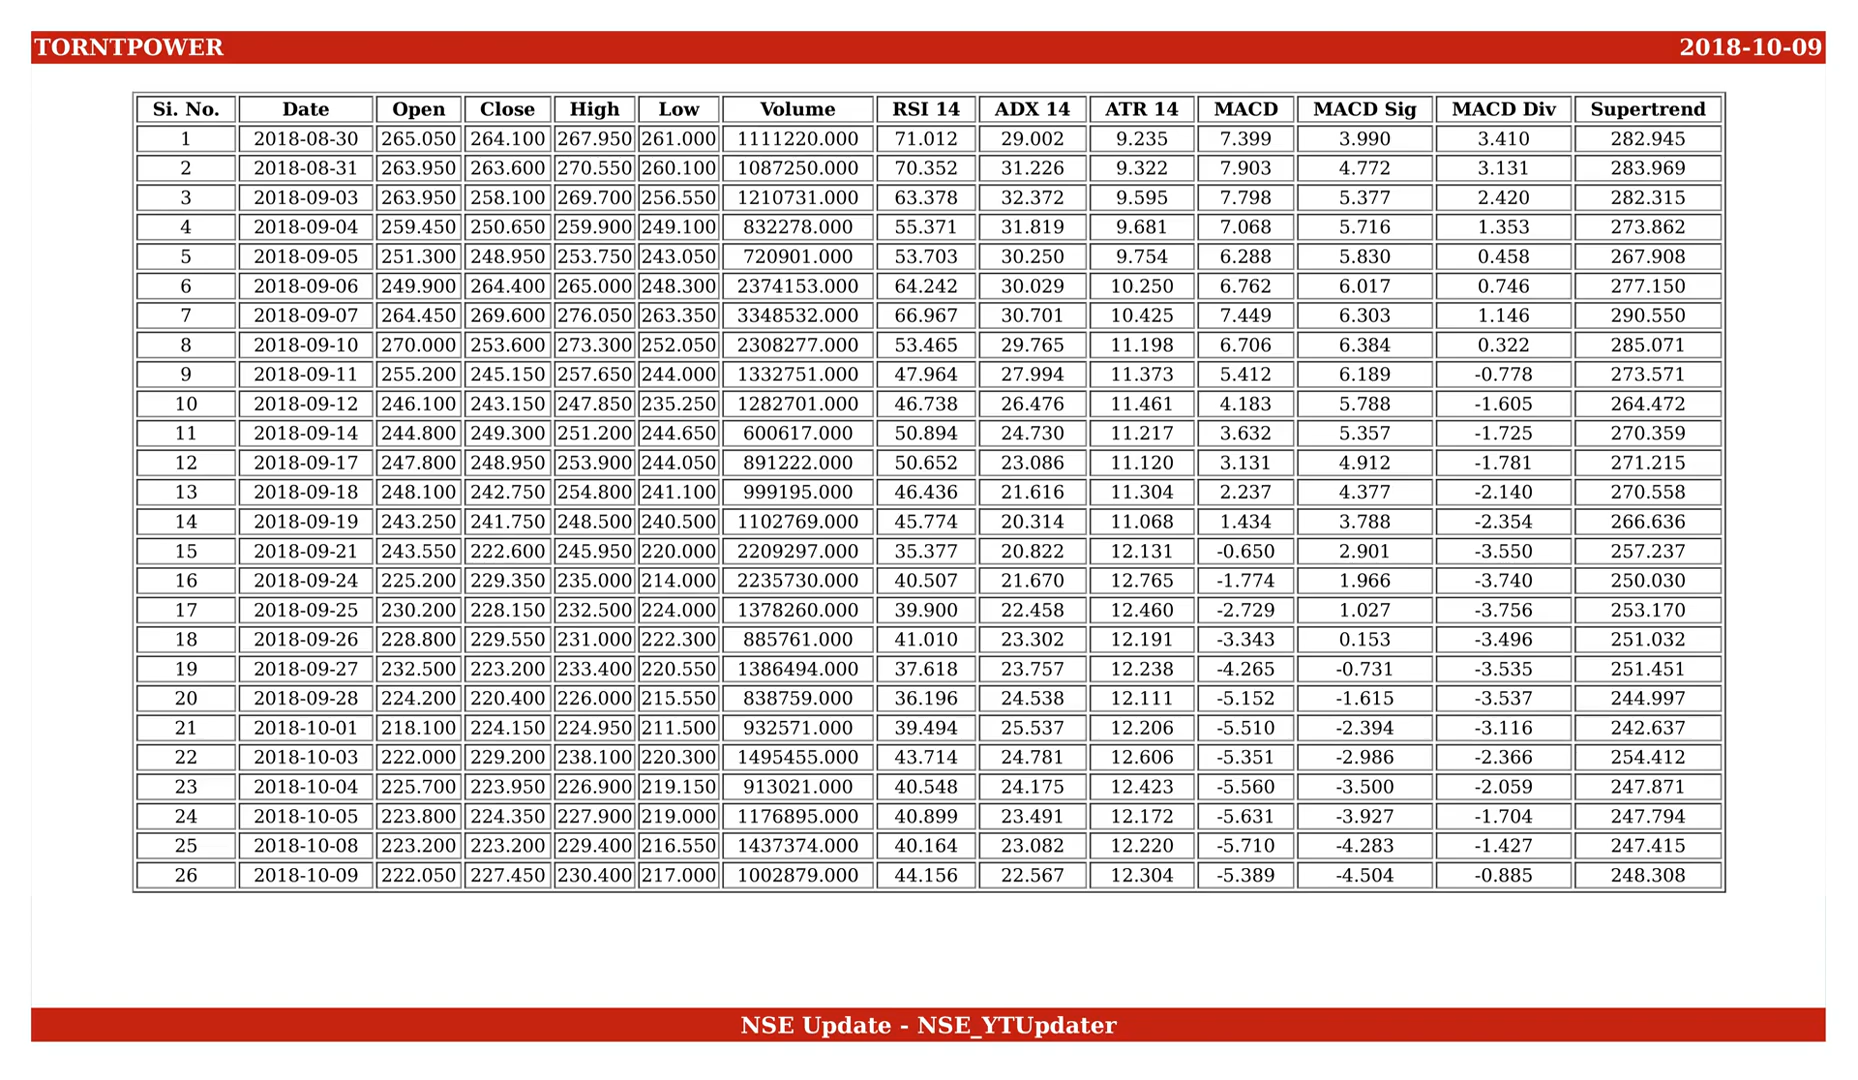 TORNTPOWER 2018-10-09
Si. No. Date Open Close High Low Volume RSI 14 ADX 14 ATR 14 MACD MACD Sig MACD Div Supertrend
1 2018-08-30 265.050 264.100 267.950 261.000 1111220.000 71.012 29.002 9.235 7.399 3.990 3.410 282.945
2 2018-08-31 263.950 263.600 270.550 260.100 1087250.000 70.352 31.226 9.322 7.903 4.772 3.131 283.969
3 2018-09-03 263.950 258.100 269.700 256.550 1210731.000 63.378 32.372 9.595 7.798 5.377 2.420 282.315
4 2018-09-04 259.450 250.650 259.900 249.100 832278.000 55.371 31.819 9.681 7.068 5.716 1.353 273.862
5 2018-09-05 251.300 248.950 253.750 243.050 720901.000 53.703 30.250 9.754 6.288 5.830 0.458 267.908
6 2018-09-06 249.900 264.400 265.000 248.300 2374153.000 64.242 30.029 10.250 6.762 6.017 0.746 277.150
7 2018-09-07 264.450 269.600 276.050 263.350 3348532.000 66.967 30.701 10.425 7.449 6.303 1.146 290.550
8 2018-09-10 270.000 253.600 273.300 252.050 2308277.000 53.465 29.765 11.198 6.706 6.384 0.322 285.071
9 2018-09-11 255.200 245.150 257.650 244.000 1332751.000 47.964 27.994 11.373 5.412 6.189 -0.778 273.571
10 2018-09-12 246.100 243.150 247.850 235.250 1282701.000 46.738 26.476 11.461 4.183 5.788 -1.605 264.472
11 2018-09-14 244.800 249.300 251.200 244.650 600617.000 50.894 24.730 11.217 3.632 5.357 -1.725 270.359
12 2018-09-17 247.800 248.950 253.900 244.050 891222.000 50.652 23.086 11.120 3.131 4.912 -1.781 271.215
13 2018-09-18 248.100 242.750 254.800 241.100 999195.000 46.436 21.616 11.304 2.237 4.377 -2.140 270.558
14 2018-09-19 243.250 241.750 248.500 240.500 1102769.000 45.774 20.314 11.068 1.434 3.788 -2.354 266.636
15 2018-09-21 243.550 222.600 245.950 220.000 2209297.000 35.377 20.822 12.131 -0.650 2.901 -3.550 257.237
16 2018-09-24 225.200 229.350 235.000 214.000 2235730.000 40.507 21.670 12.765 -1.774 1.966 -3.740 250.030
17 2018-09-25 230.200 228.150 232.500 224.000 1378260.000 39.900 22.458 12.460 -2.729 1.027 -3.756 253.170
18 2018-09-26 228.800 229.550 231.000 222.300 885761.000 41.010 23.302 12.191 -3.343 0.153 -3.496 251.032
19 2018-09-27 232.500 223.200 233.400 220.550 1386494.000 37.618 23.757 12.238 -4.265 -0.731 -3.535 251.451
20 2018-09-28 224.200 220.400 226.000 215.550 838759.000 36.196 24.538 12.111 -5.152 -1.615 -3.537 244.997
21 2018-10-01 218.100 224.150 224.950 211.500 932571.000 39.494 25.537 12.206 -5.510 -2.394 -3.116 242.637
22 2018-10-03 222.000 229.200 238.100 220.300 1495455.000 43.714 24.781 12.606 -5.351 -2.986 -2.366 254.412
23 2018-10-04 225.700 223.950 226.900 219.150 913021.000 40.548 24.175 12.423 -5.560 -3.500 -2.059 247.871
24 2018-10-05 223.800 224.350 227.900 219.000 1176895.000 40.899 23.491 12.172 -5.631 -3.927 -1.704 247.794
25 2018-10-08 223.200 223.200 229.400 216.550 1437374.000 40.164 23.082 12.220 -5.710 -4.283 -1.427 247.415
26 2018-10-09 222.050 227.450 230.400 217.000 1002879.000 44.156 22.567 12.304 -5.389 -4.504 -0.885 248.308
NSE Update - NSE_YTUpdater